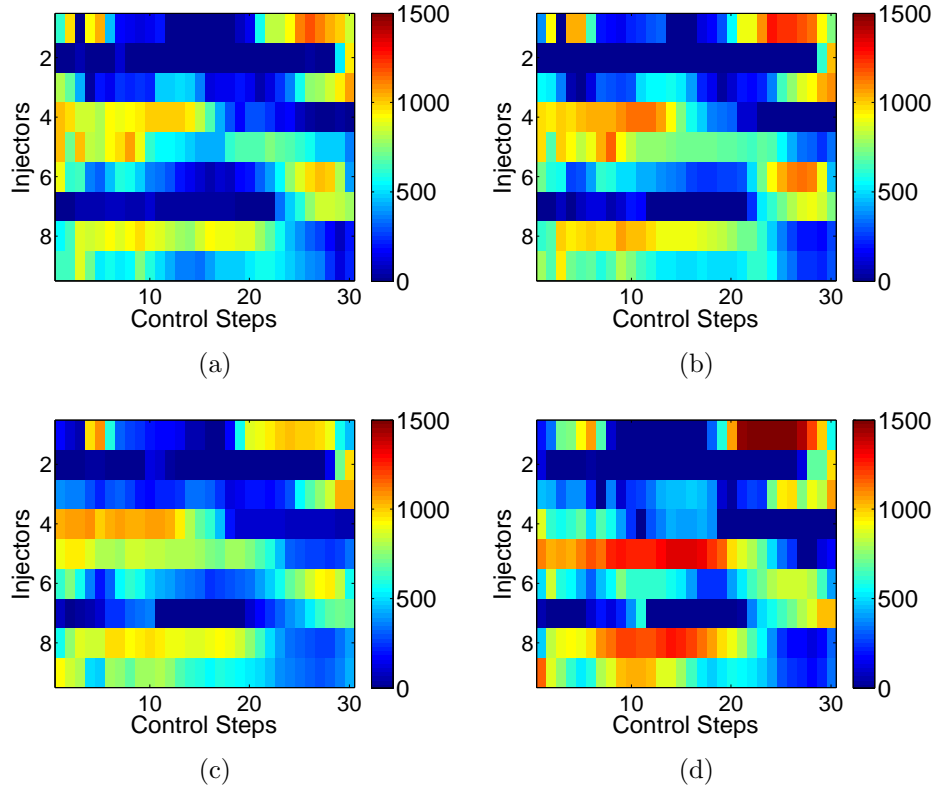 2
4
6
8
Injectors
10 20 30
Control Steps
1500
1000
500
0
(a)
2
4
6
8
Injectors
10 20 30
Control Steps
1500
1000
500
0
(b)
2
4
6
8
Injectors
10 20 30
Control Steps
1500
1000
500
0
(c)
2
4
6
8
Injectors
10 20 30
Control Steps
1500
1000
500
0
(d)